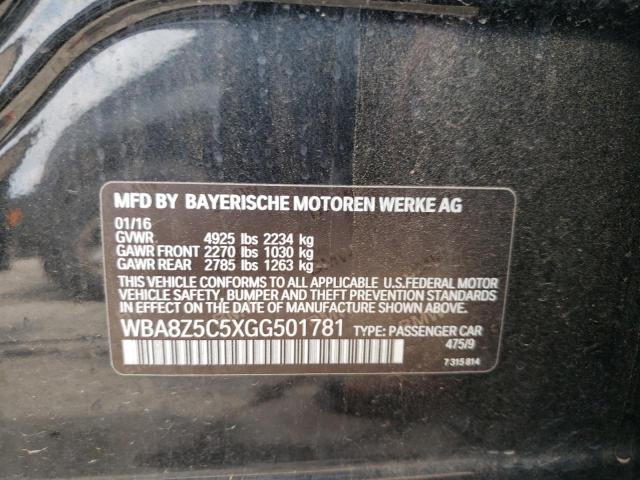 MFD BY BAYERISCHE MOTOREN WERKE AG
01/16
GVWR 4925 lbs 2234 kg
GAWR FRONT 2270 lbs 1030 kg
GAWR REAR 2785 lbs 1263 kg
THIS VEHICLE CONFORMS TO ALL APPLICABLE U.S.FEDERAL MOTOR
VEHICLE SAFETY, BUMPER AND THEFT PREVENTION STANDARDS
IN EFFECT ON THE DATE OF MANUFACTURE SHOWN ABOVE.
WBA8Z5C5XGG501781 TYPE: PASSENGER CAR
475/9
7 315 814